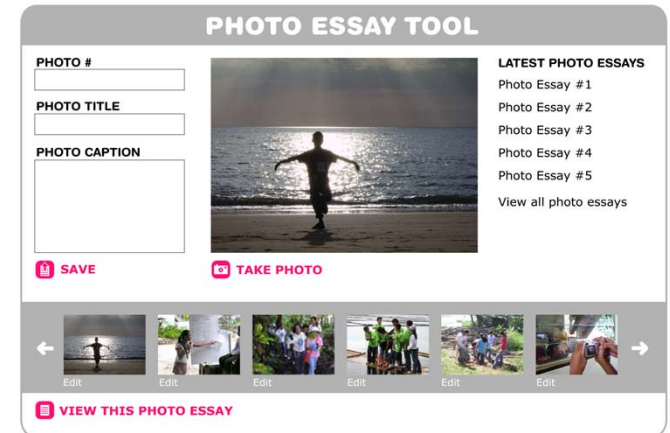 PHOTO ESSAY TOOL
PHOTO #
PHOTO TITLE
PHOTO CAPTION
SAVE
TAKE PHOTO
LATEST PHOTO ESSAYS
Photo Essay #1
Photo Essay #2
Photo Essay #3
Photo Essay #4
Photo Essay #5
View all photo essays
Edit
Edit
Edit
Edit
Edit
Edit
VIEW THIS PHOTO ESSAY